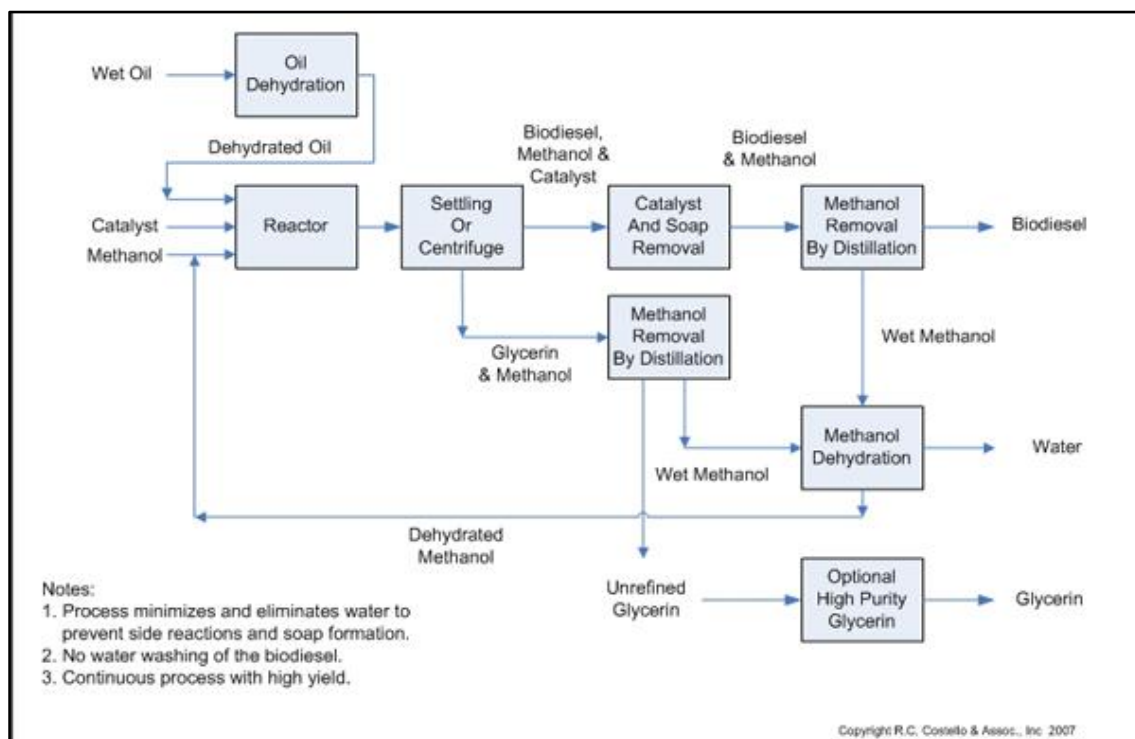 Wet Oil
Oil
Dehydration
Dehydrated Oil
Catalyst
Methanol
Reactor
Settling
Or
Centrifuge
Biodiesel,
Methanol &
Catalyst
Catalyst
And Soap
Removal
Biodiesel
& Methanol
Methanol
Removal
By Distillation
Biodiesel
Glycerin
& Methanol
Methanol
Removal
By Distillation
Wet Methanol
Wet Methanol
Methanol
Dehydration
Water
Dehydrated
Methanol
Unrefined
Glycerin
Optional
High Purity
Glycerin
Glycerin
Notes:
1. Process minimizes and eliminates water to
prevent side reactions and soap formation.
2. No water washing of the biodiesel.
3. Continuous process with high yield.
Copyright R.C. Costello & Assoc., Inc 2007